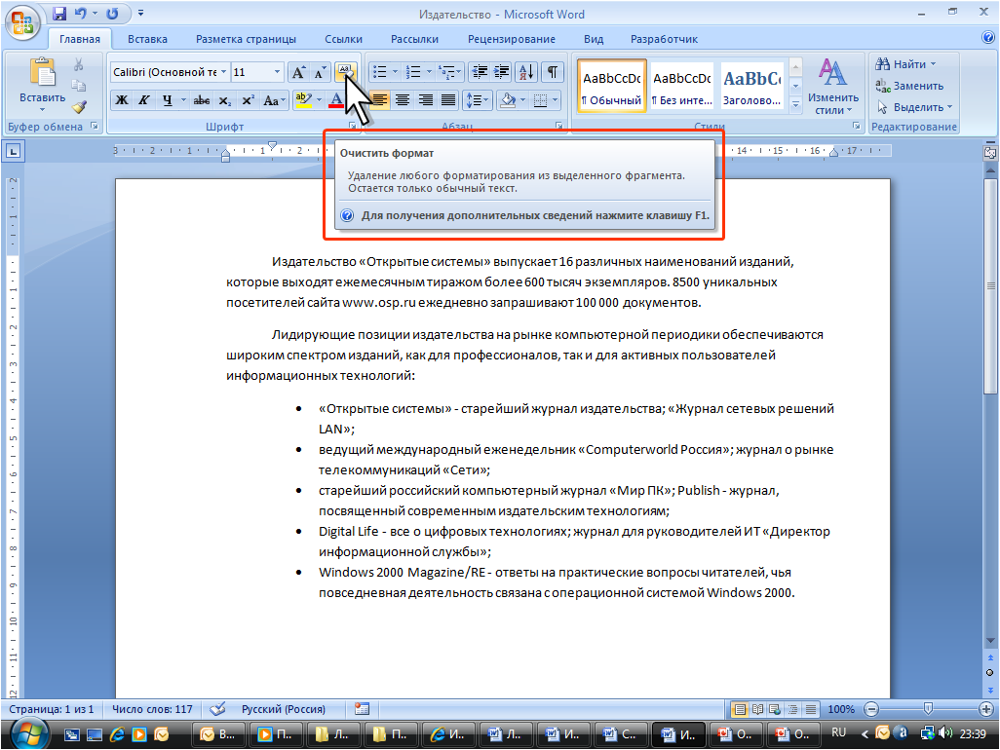 Издательство - Microsoft Word
Главная Вставка Разметка страницы Ссылки Рассылки Рецензирование Вид Разработчик
Calibri (Основной те 11
Вставить
Ж К Ч abc x₂ x² Aa
AaBbCcDc AaBbCcDc AaBbCc
¶ Обычный ¶ Без инте... Заголово...
Изменить стили
Найти
Заменить
Выделить
Буфер обмена Шрифт Абзац Стили Редактирование
Очистить формат
Удаление любого форматирования из выделенного фрагмента.
Остается только обычный текст.
Для получения дополнительных сведений нажмите клавишу F1.
Издательство «Открытые системы» выпускает 16 различных наименований изданий,
которые выходят ежемесячным тиражом более 600 тысяч экземпляров. 8500 уникальных
посетителей сайта www.osp.ru ежедневно запрашивают 100 000 документов.
Лидирующие позиции издательства на рынке компьютерной периодики обеспечиваются
широким спектром изданий, как для профессионалов, так и для активных пользователей
информационных технологий:
• «Открытые системы» - старейший журнал издательства; «Журнал сетевых решений
LAN»;
• ведущий международный еженедельник «Computerworld Россия»; журнал о рынке
телекоммуникаций «Сети»;
• старейший российский компьютерный журнал «Мир ПК»; Publish - журнал,
посвященный современным издательским технологиям;
• Digital Life - все о цифровых технологиях; журнал для руководителей ИТ «Директор
информационной службы»;
• Windows 2000 Magazine/RE - ответы на практические вопросы читателей, чья
повседневная деятельность связана с операционной системой Windows 2000.
Страница: 1 из 1 Число слов: 117 Русский (Россия) 100%
В... П... Л... П... И... Л... И... С... И... О... О... RU 23:39